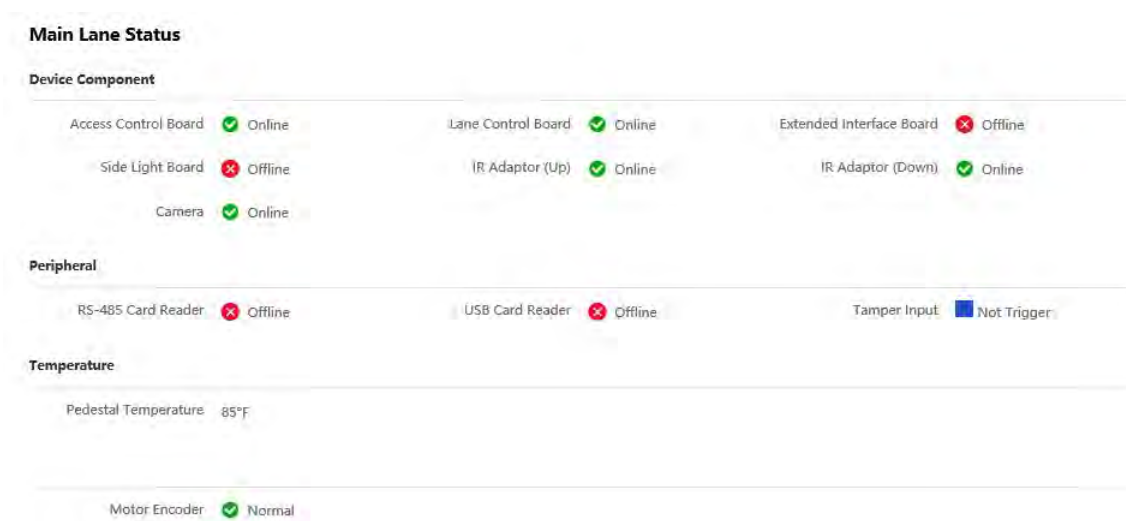 Main Lane Status
Device Component
Access Control Board Online Lane Control Board Online Extended Interface Board Offline
Side Light Board Offline IR Adaptor (Up) Online IR Adaptor (Down) Online
Camera Online
Peripheral
RS-485 Card Reader Offline USB Card Reader Offline Tamper Input Not Trigger
Temperature
Pedestal Temperature 85°F
Motor Encoder Normal